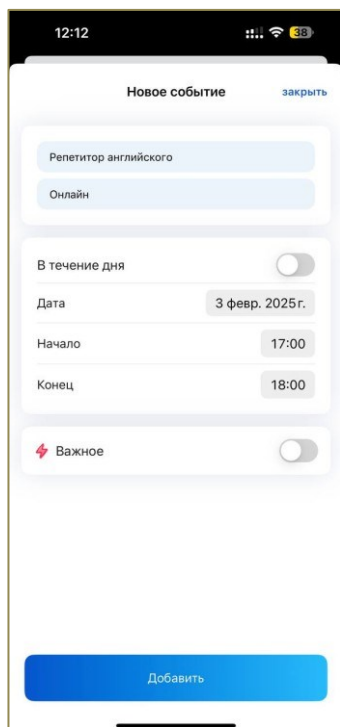 12:12
38
Новое событие
закрыть
Репетитор английского
Онлайн
В течение дня
Дата
3 февр. 2025 г.
Начало
17:00
Конец
18:00
Важное
Добавить